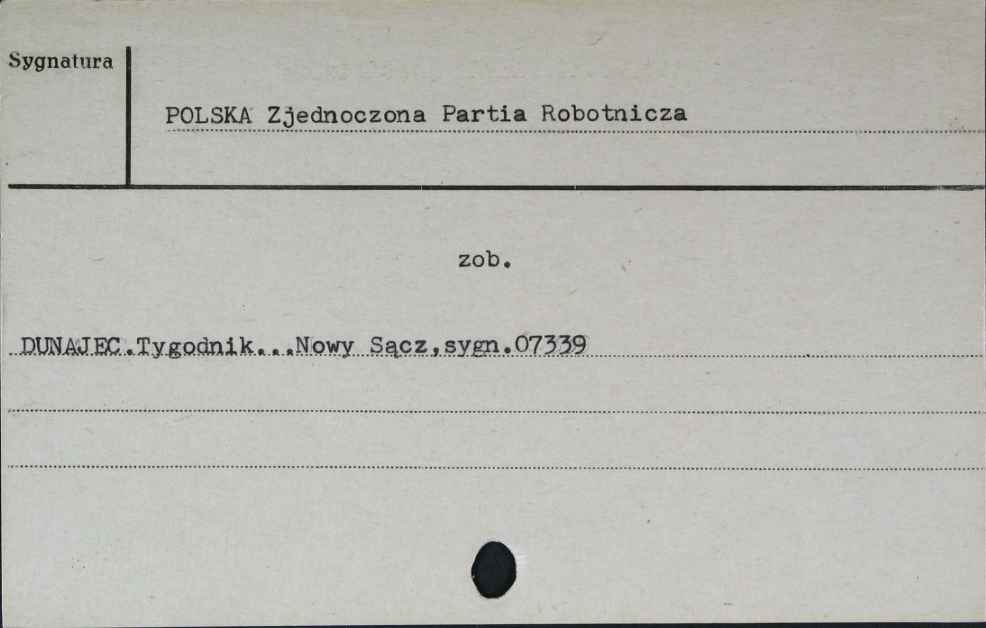 Sygnatura
POLSKA Zjednoczona Partia Robotnicza
zob.
DUNAJEC.Tygodnik...Nowy Sącz,sygn.07339